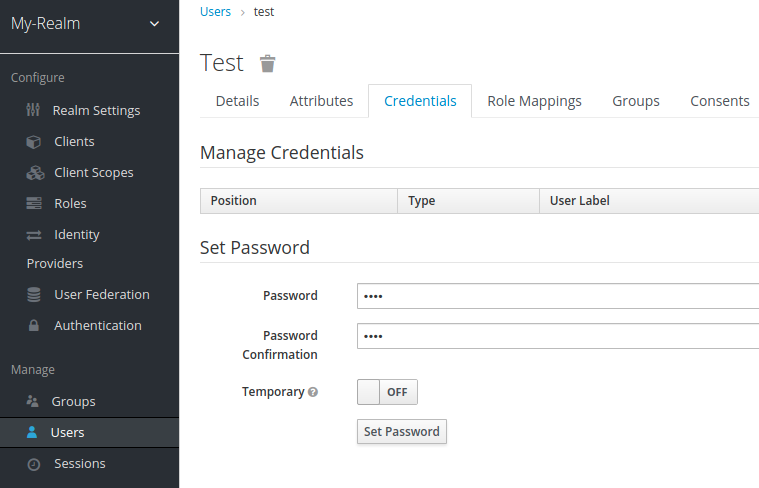 My-Realm
Configure
Realm Settings
Clients
Client Scopes
Roles
Identity
Providers
User Federation
Authentication
Manage
Groups
Users
Sessions
Users > test
Test
Details Attributes Credentials Role Mappings Groups Consents
Manage Credentials
Position Type User Label
Set Password
Password ••••
Password
Confirmation ••••
Temporary ? OFF
Set Password